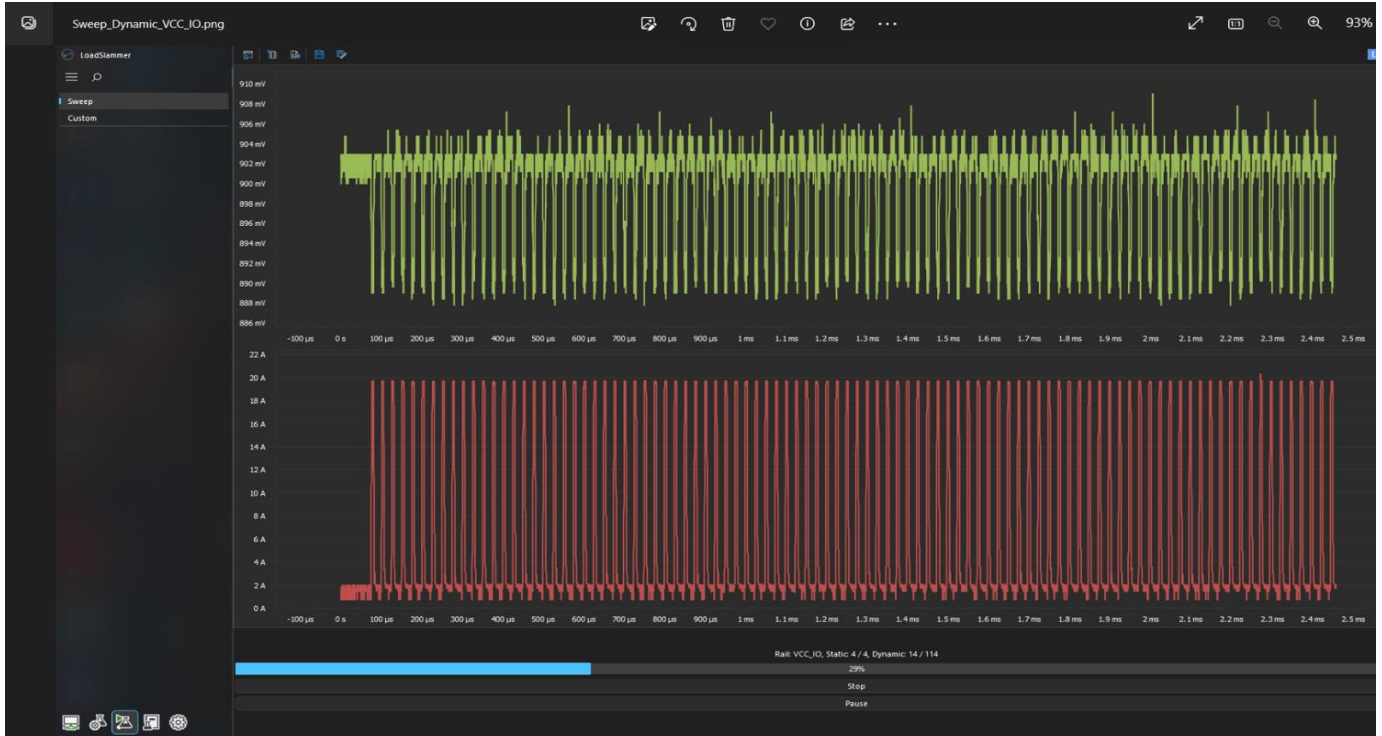 Sweep_Dynamic_VCC_IO.png
93%
LoadSlammer
Sweep
Custom
910 mV
908 mV
906 mV
904 mV
902 mV
900 mV
898 mV
896 mV
894 mV
892 mV
890 mV
888 mV
886 mV
-100 µs 0 s 100 µs 200 µs 300 µs 400 µs 500 µs 600 µs 700 µs 800 µs 900 µs 1 ms 1.1 ms 1.2 ms 1.3 ms 1.4 ms 1.5 ms 1.6 ms 1.7 ms 1.8 ms 1.9 ms 2 ms 2.1 ms 2.2 ms 2.3 ms 2.4 ms 2.5 ms
22 A
20 A
18 A
16 A
14 A
12 A
10 A
8 A
6 A
4 A
2 A
0 A
-100 µs 0 s 100 µs 200 µs 300 µs 400 µs 500 µs 600 µs 700 µs 800 µs 900 µs 1 ms 1.1 ms 1.2 ms 1.3 ms 1.4 ms 1.5 ms 1.6 ms 1.7 ms 1.8 ms 1.9 ms 2 ms 2.1 ms 2.2 ms 2.3 ms 2.4 ms 2.5 ms
Rail: VCC_IO, Static: 4 / 4, Dynamic: 14 / 114
29%
Stop
Pause